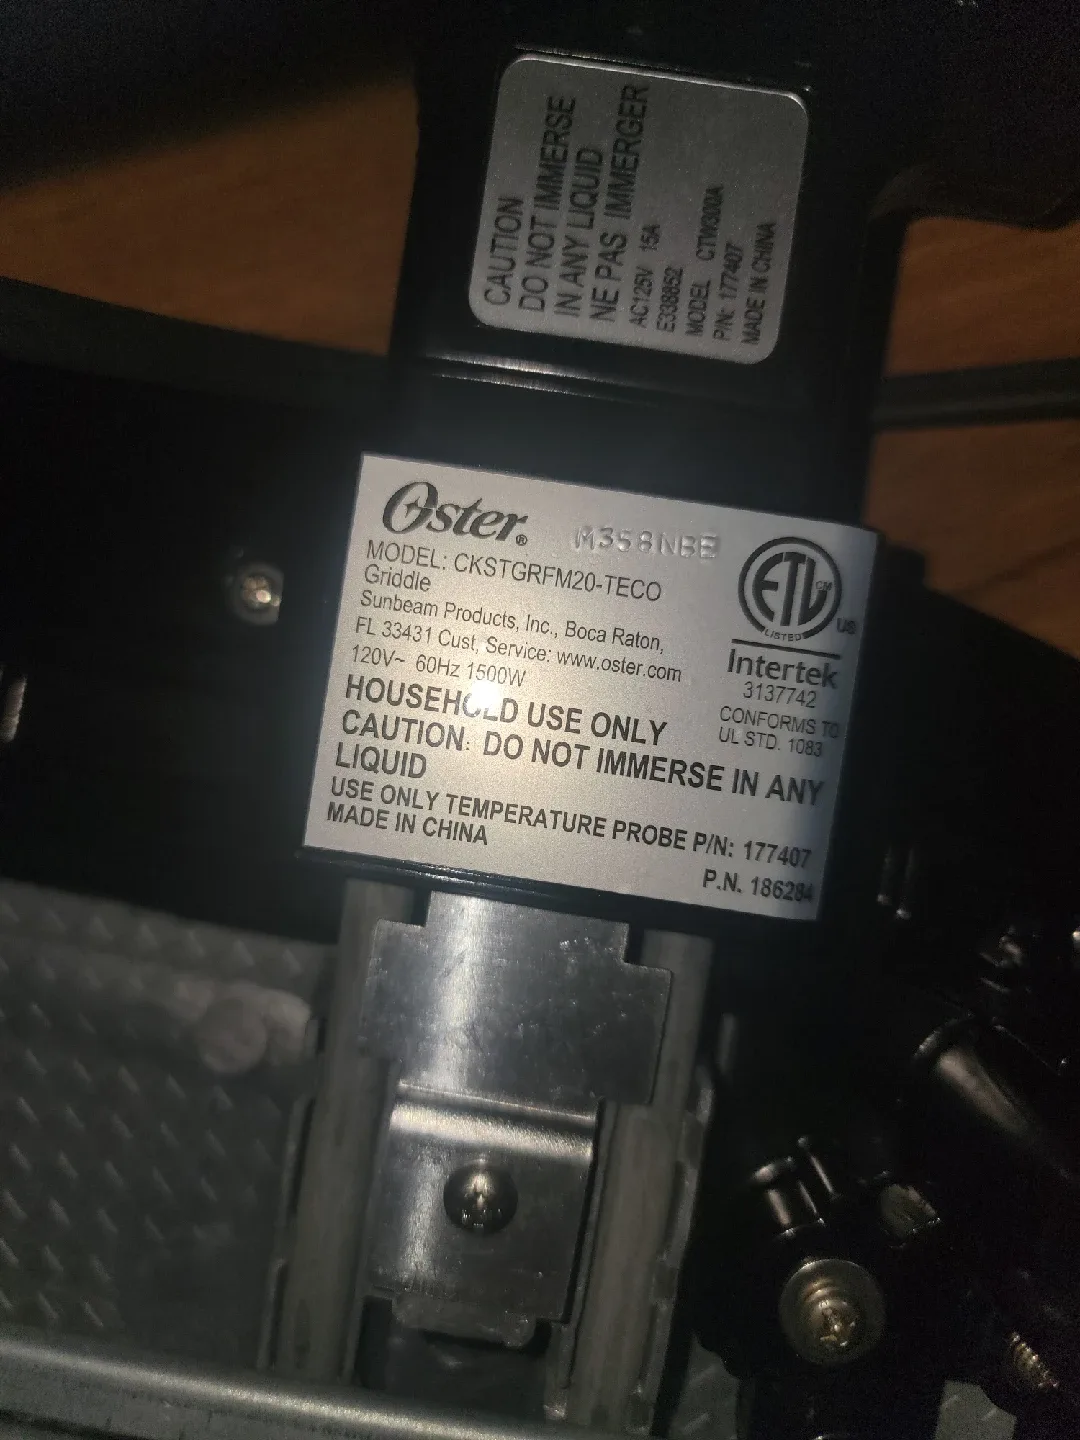 CAUTION
DO NOT IMMERSE
IN ANY LIQUID
NE PAS IMMERGER
AC125V 15A
E338852
MODEL CTW300A
P/N: 177407
MADE IN CHINA
Oster® M358NBE
MODEL: CKSTGRFM20-TECO
Griddle
Sunbeam Products, Inc., Boca Raton,
FL 33431 Cust, Service: www.oster.com
120V~ 60Hz 1500W
HOUSEHOLD USE ONLY
CAUTION: DO NOT IMMERSE IN ANY
LIQUID
USE ONLY TEMPERATURE PROBE P/N: 177407
MADE IN CHINA
P.N. 186284
ETL CM
LISTED US
Intertek
3137742
CONFORMS TO
UL STD. 1083